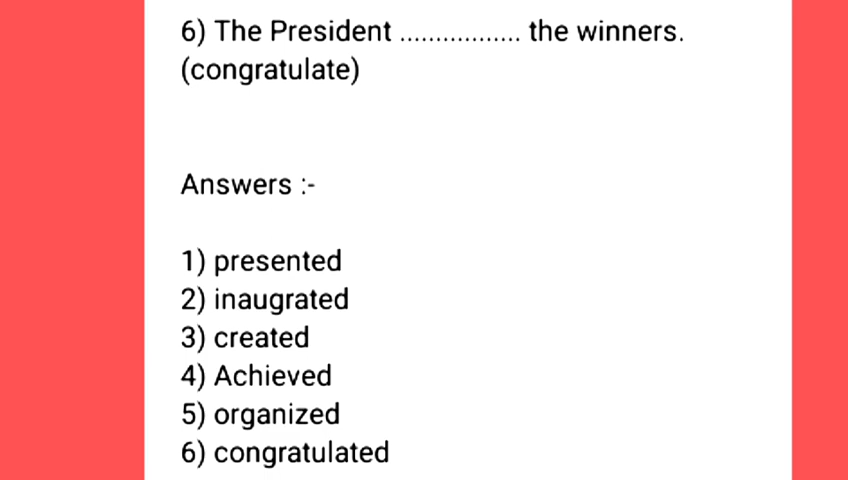 6) The President ................. the winners.
(congratulate)
Answers :-
1) presented
2) inaugrated
3) created
4) Achieved
5) organized
6) congratulated